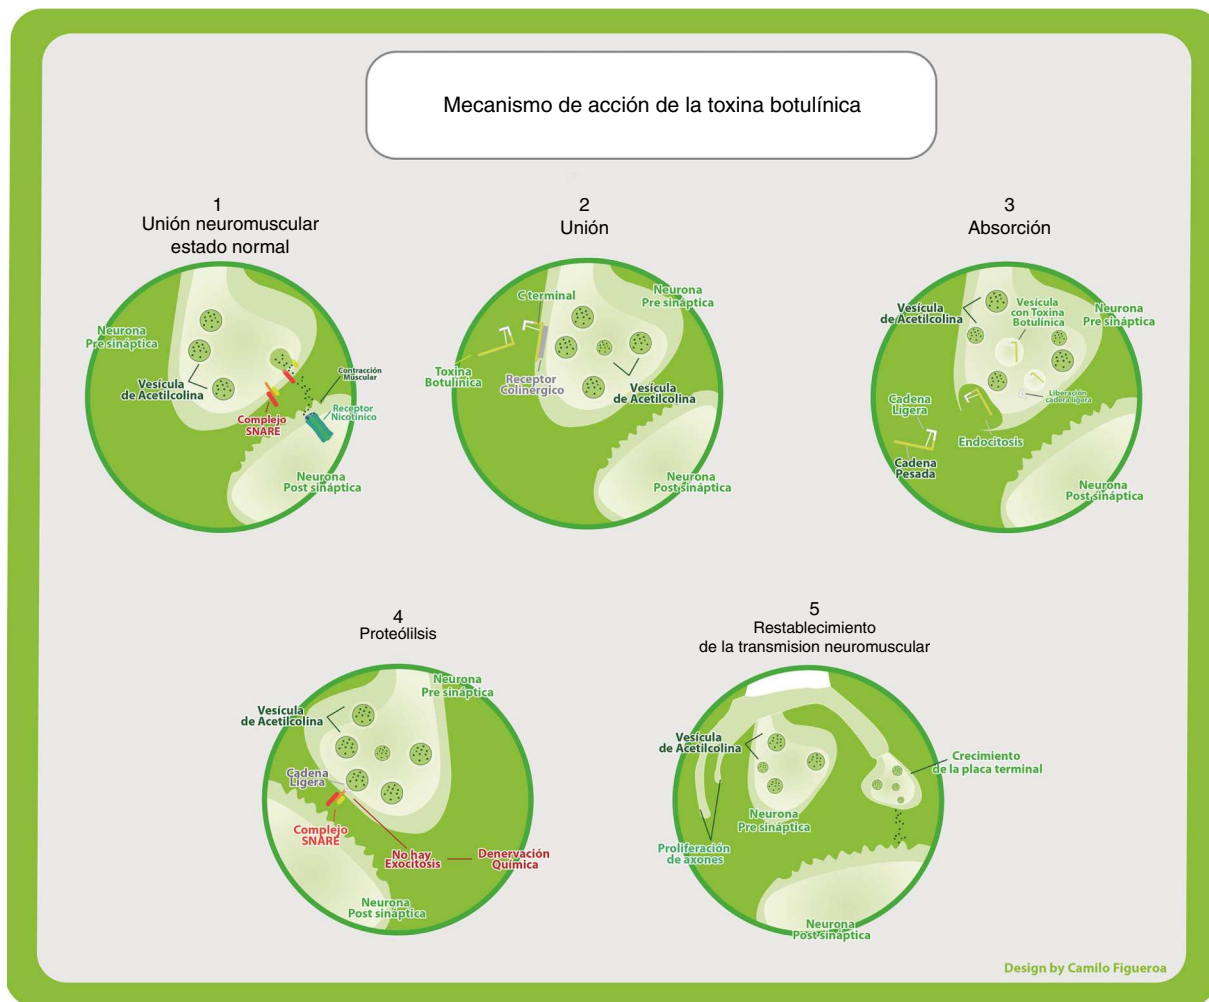 Mecanismo de acción de la toxina botulínica
1
Unión neuromuscular
estado normal
Neurona
Pre sináptica
Vesícula
de Acetilcolina
Complejo
SNARE
Contracción
Muscular
Receptor
Nicotínico
Neurona
Post sináptica
2
Unión
C terminal
Neurona
Pre sináptica
Toxina
Botulínica
Receptor
Colinérgico
Vesícula
de Acetilcolina
Neurona
Post sináptica
3
Absorción
Vesícula
de Acetilcolina
Vesícula
con Toxina
Botulínica
Neurona
Pre sináptica
Cadena
Ligera
Liberación
cadera ligera
Endocitosis
Cadena
Pesada
Neurona
Post sináptica
4
Proteólilsis
Neurona
Pre sináptica
Vesícula
de Acetilcolina
Cadena
Ligera
Complejo
SNARE
No hay
Exocitosis
Denervación
Química
Neurona
Post sináptica
5
Restablecimiento
de la transmision neuromuscular
Vesícula
de Acetilcolina
Crecimiento
de la placa terminal
Neurona
Pre sináptica
Proliferación
de axones
Neurona
Post sináptica
Design by Camilo Figueroa